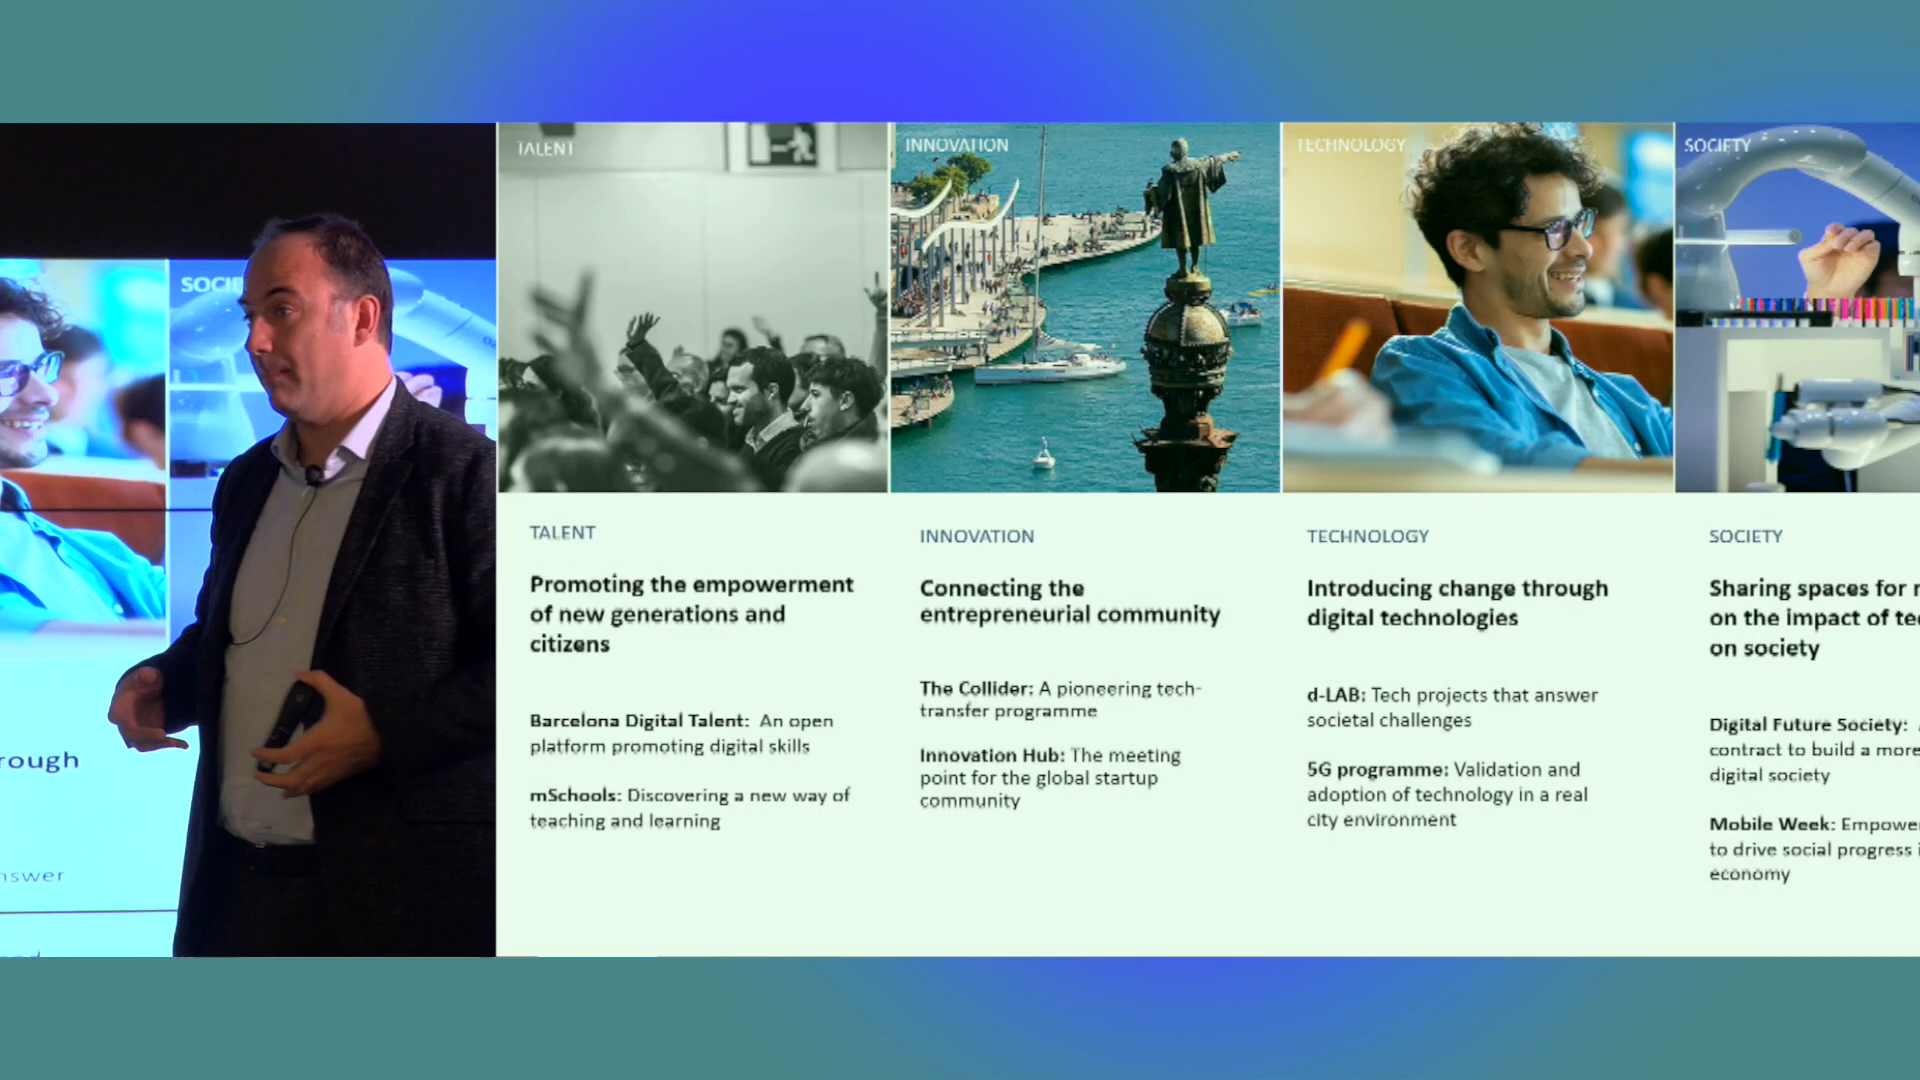 TALENT
INNOVATION
TECHNOLOGY
SOCIETY
TALENT
Promoting the empowerment
of new generations and
citizens
Barcelona Digital Talent: An open
platform promoting digital skills
mSchools: Discovering a new way of
teaching and learning
INNOVATION
Connecting the
entrepreneurial community
The Collider: A pioneering tech-
transfer programme
Innovation Hub: The meeting
point for the global startup
community
TECHNOLOGY
Introducing change through
digital technologies
d-LAB: Tech projects that answer
societal challenges
5G programme: Validation and
adoption of technology in a real
city environment
SOCIETY
Sharing spaces for
on the impact of
on society
Digital Future Society:
contract to build a more
digital society
Mobile Week:
to drive social progress
economy